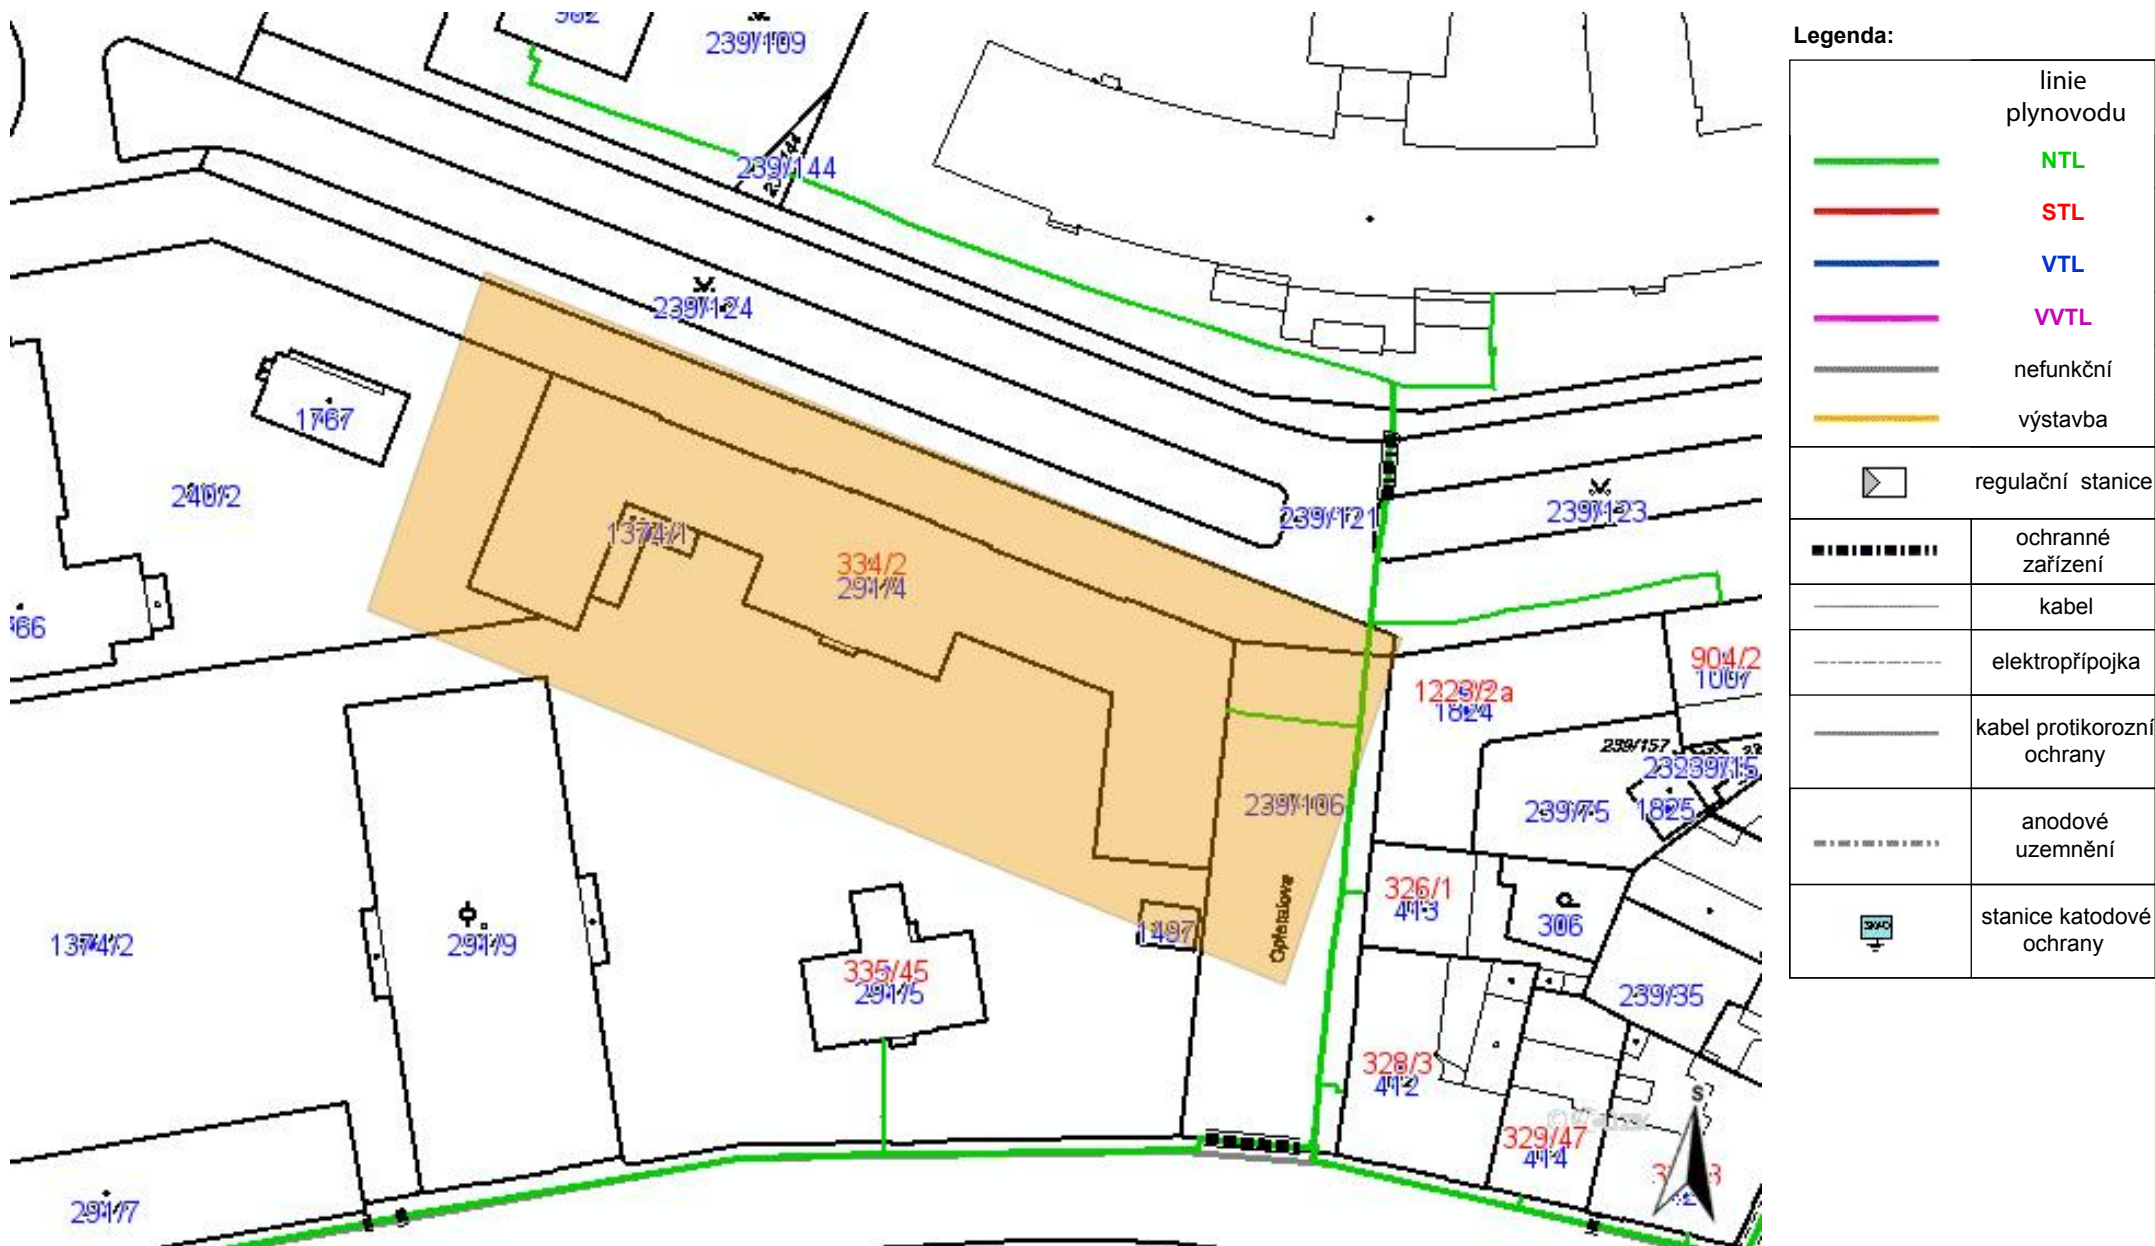 239/109
239/144
239/124
1767
240/2
1374/1
334/2
291/4
239/121
239/123
904/2
1007
1223/2a
1824
239/157
239/75
1825
239/106
326/1
413
306
1497
1374/2
291/9
335/45
291/5
239/35
328/3
412
329/47
414
291/7
S
Legenda:
linie
plynovodu
NTL
STL
VTL
VVTL
nefunkční
výstavba
regulační stanice
ochranné
zařízení
kabel
elektropřípojka
kabel protikorozní
ochrany
anodové
uzemnění
stanice katodové
ochrany